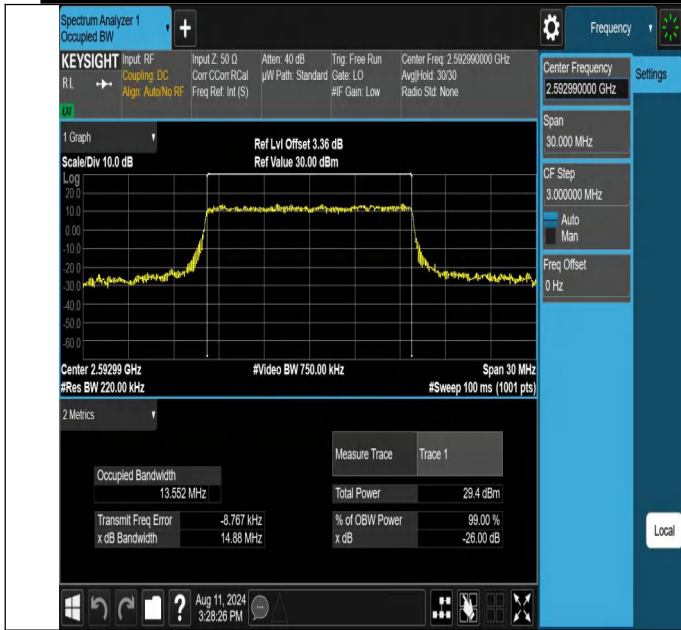 Spectrum Analyzer 1
Occupied BW
+
Frequency
KEYSIGHT
RL
LXI
Input: RF
Coupling: DC
Align: Auto/No RF
Input Z: 50 Ω
Corr CCorr RCal
Freq Ref: Int (S)
Atten: 40 dB
µW Path: Standard
Trig: Free Run
Gate: LO
#IF Gain: Low
Center Freq: 2.592990000 GHz
Avg|Hold: 30/30
Radio Std: None
Center Frequency
2.592990000 GHz
Settings
Span
30.000 MHz
CF Step
3.000000 MHz
Auto
Man
Freq Offset
0 Hz
1 Graph
Scale/Div 10.0 dB
Ref Lvl Offset 3.36 dB
Ref Value 30.00 dBm
Log
20.0
10.0
0.00
-10.0
-20.0
-30.0
-40.0
-50.0
-60.0
Center 2.59299 GHz
#Video BW 750.00 kHz
Span 30 MHz
#Res BW 220.00 kHz
#Sweep 100 ms (1001 pts)
2 Metrics
Measure Trace Trace 1
Occupied Bandwidth
13.552 MHz
Total Power 29.4 dBm
Transmit Freq Error -8.767 kHz
% of OBW Power 99.00 %
x dB Bandwidth 14.88 MHz
x dB -26.00 dB
Local
?
Aug 11, 2024
3:28:26 PM